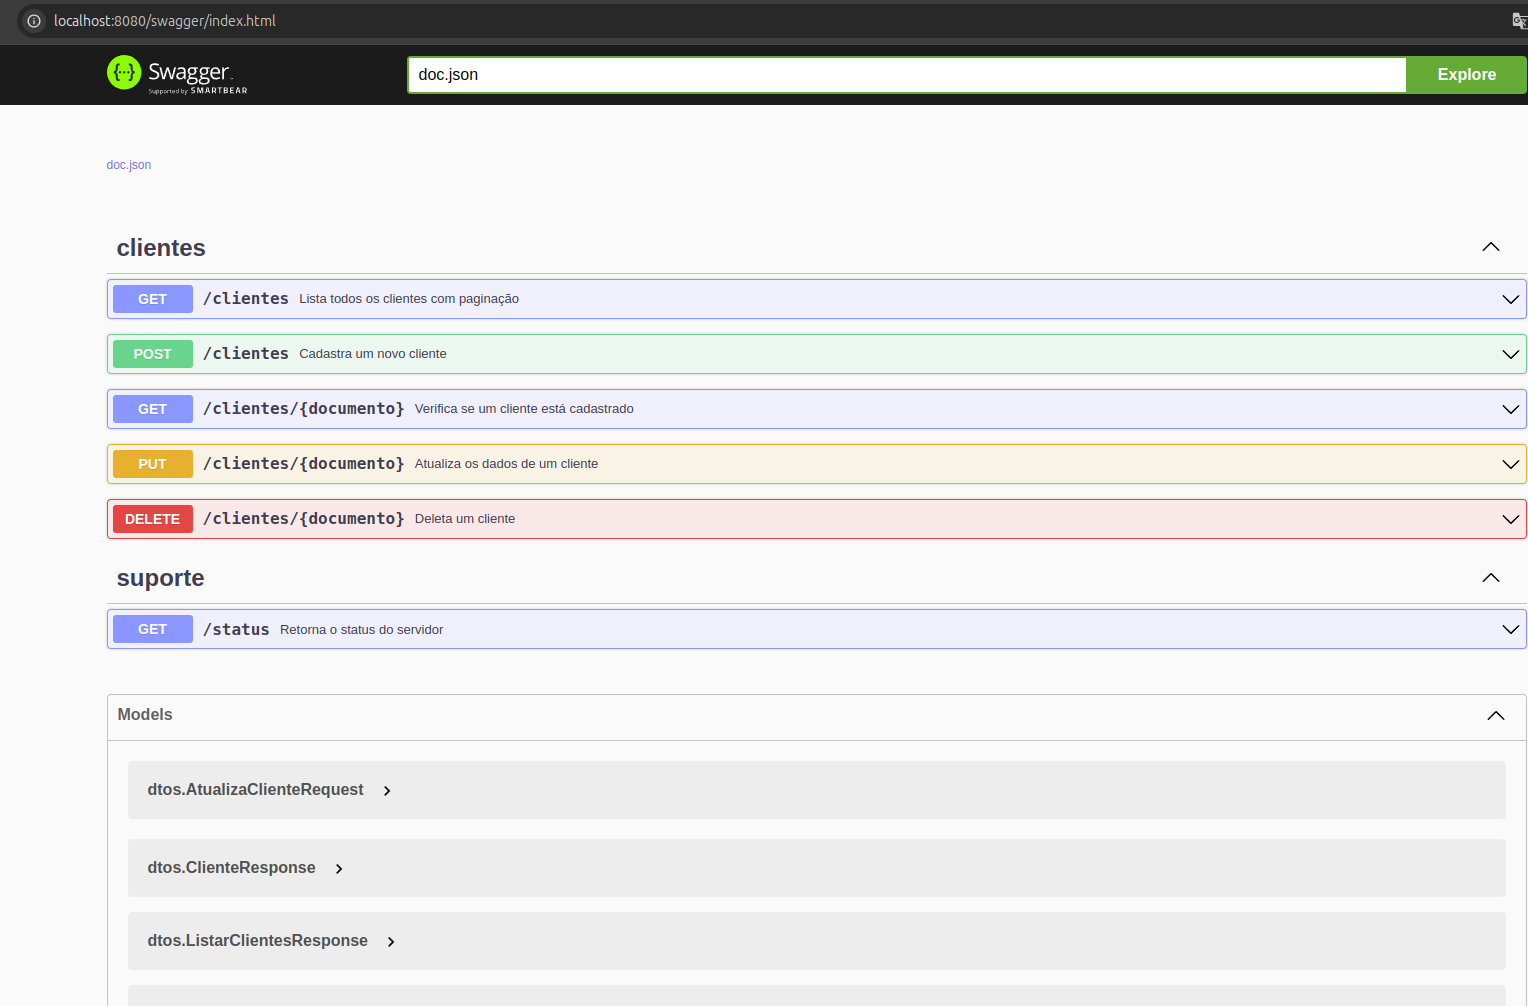 localhost:8080/swagger/index.html
Swagger.
Supported by SMARTBEAR
doc.json
Explore
doc.json
clientes
GET /clientes Lista todos os clientes com paginação
POST /clientes Cadastra um novo cliente
GET /clientes/{documento} Verifica se um cliente está cadastrado
PUT /clientes/{documento} Atualiza os dados de um cliente
DELETE /clientes/{documento} Deleta um cliente
suporte
GET /status Retorna o status do servidor
Models
dtos.AtualizaClienteRequest
dtos.ClienteResponse
dtos.ListarClientesResponse